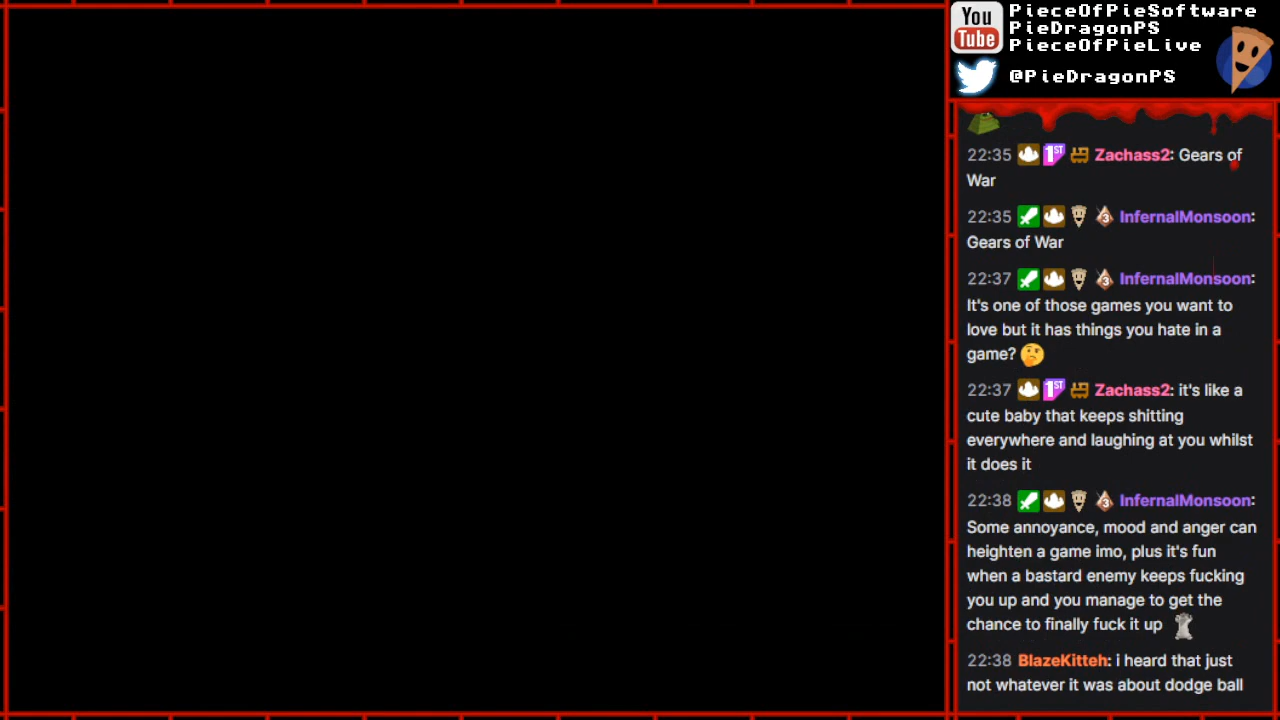 You
Tube
PieceOfPieSoftware
PieDragonPS
PieceOfPieLive
@PieDragonPS
22:35 1ST Zachass2: Gears of
War
22:35 3 InfernalMonsoon:
Gears of War
22:37 3 InfernalMonsoon:
It's one of those games you want to
love but it has things you hate in a
game?
22:37 1ST Zachass2: it's like a
cute baby that keeps shitting
everywhere and laughing at you whilst
it does it
22:38 3 InfernalMonsoon:
Some annoyance, mood and anger can
heighten a game imo, plus it's fun
when a bastard enemy keeps fucking
you up and you manage to get the
chance to finally fuck it up
22:38 BlazeKitteh: i heard that just
not whatever it was about dodge ball